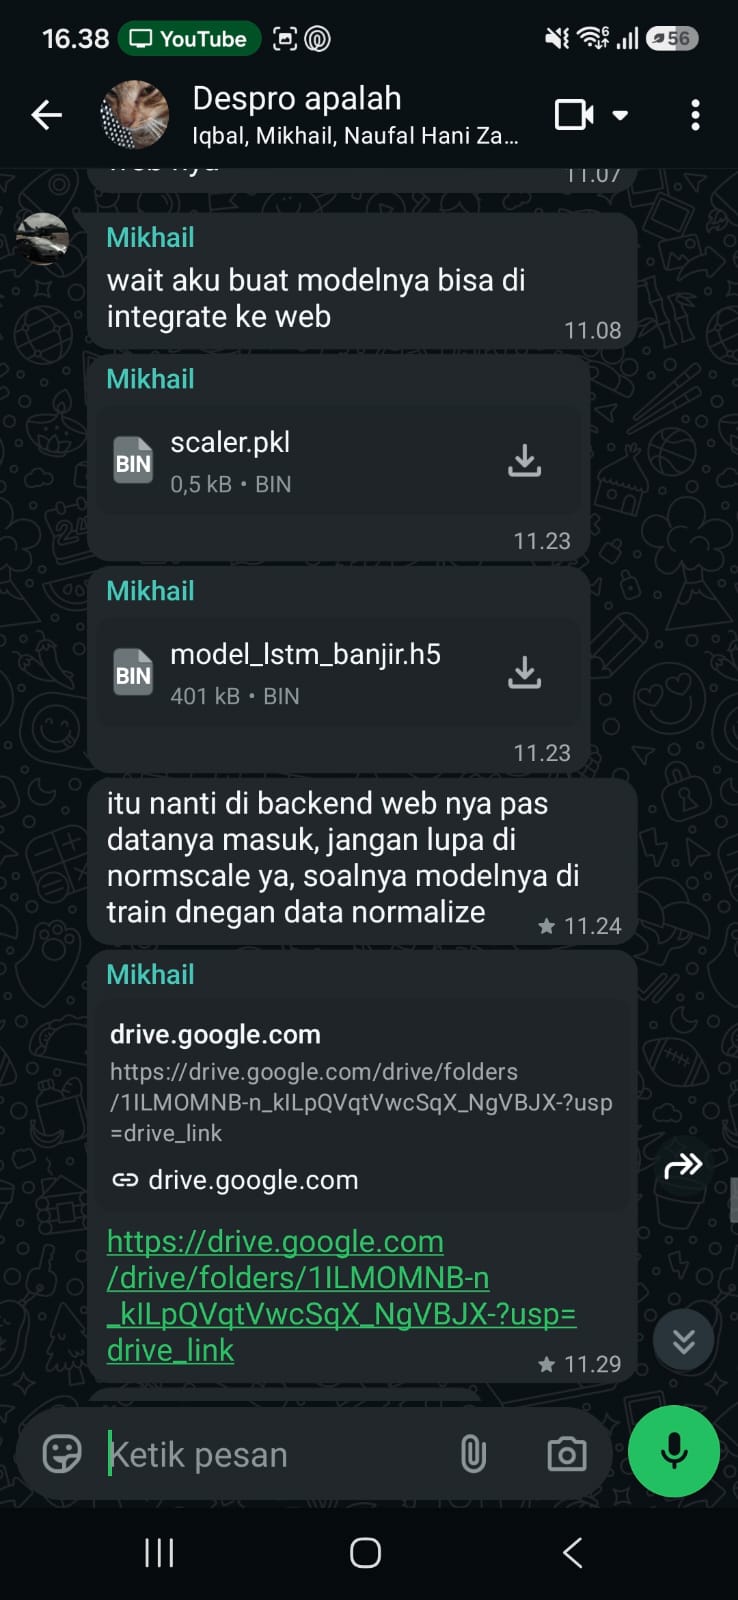 16.38 YouTube 56
Despro apalah
Iqbal, Mikhail, Naufal Hani Za...
11.07
Mikhail
wait aku buat modelnya bisa di
integrate ke web
11.08
Mikhail
BIN
scaler.pkl
0,5 kB • BIN
11.23
Mikhail
BIN
model_lstm_banjir.h5
401 kB • BIN
11.23
itu nanti di backend web nya pas
datanya masuk, jangan lupa di
normscale ya, soalnya modelnya di
train dnegan data normalize
11.24
Mikhail
drive.google.com
https://drive.google.com/drive/folders
/1ILMOMNB-n_kILpQVqtVwcSqX_NgVBJX-?usp
=drive_link
drive.google.com
https://drive.google.com
/drive/folders/1ILMOMNB-n
_kILpQVqtVwcSqX_NgVBJX-?usp=
drive_link
11.29
Ketik pesan